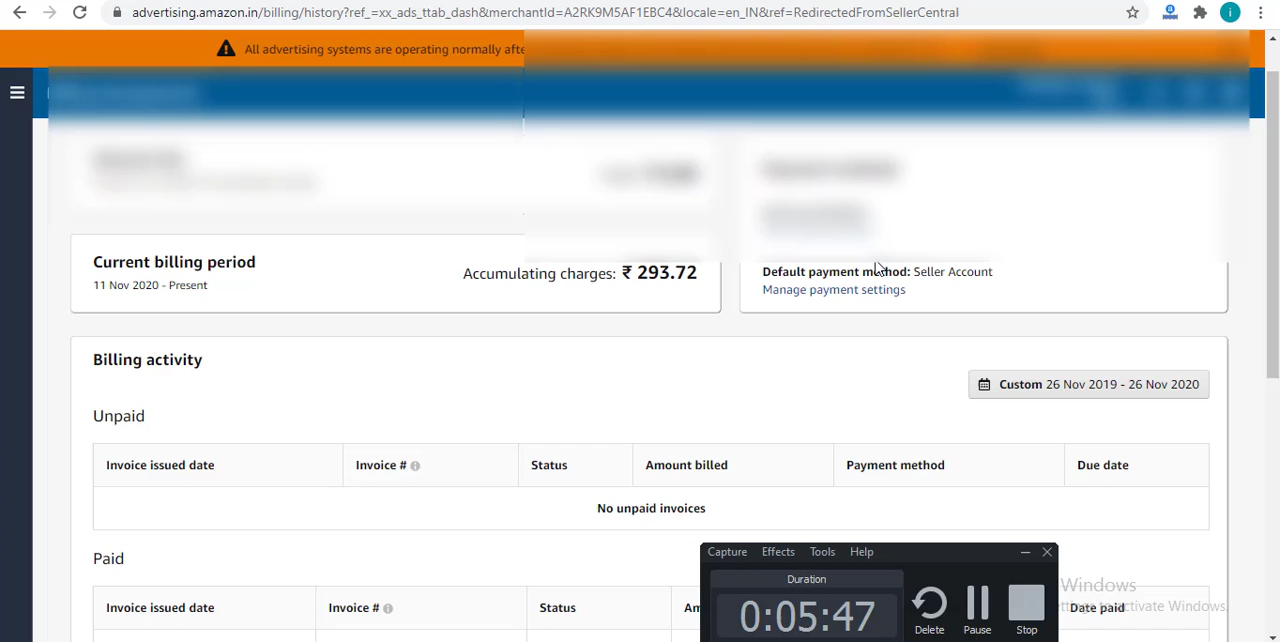 advertising.amazon.in/billing/history?ref_=xx_ads_ttab_dash&merchantId=A2RK9M5AF1EBC4&locale=en_IN&ref=RedirectedFromSellerCentral
i
All advertising systems are operating normally afte
Current billing period
11 Nov 2020 - Present
Accumulating charges: ₹ 293.72
Default payment method: Seller Account
Manage payment settings
Billing activity
Custom 26 Nov 2019 - 26 Nov 2020
Unpaid
Invoice issued date Invoice # Status Amount billed Payment method Due date
No unpaid invoices
Paid
Invoice issued date Invoice # Status Am Date paid
Capture Effects Tools Help
Duration
0:05:47
Delete Pause Stop
Windows
ettings to activate Windows.